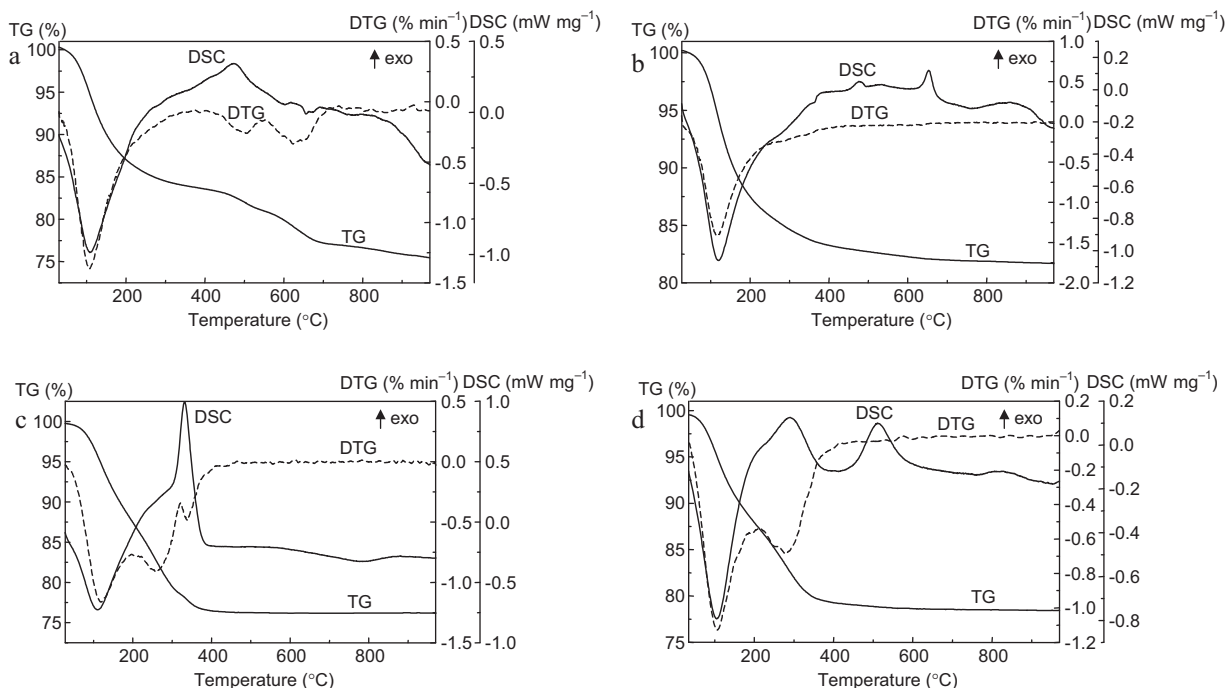 DTG (% min⁻¹) DSC (mW mg⁻¹)
TG (%)
a
100
95
90
85
80
75
DSC
DTG
TG
exo
0.5
0.0
-0.5
-1.0
-1.5
0.5
0.0
-0.5
-1.0
200 400 600 800
Temperature (°C)
DTG (% min⁻¹) DSC (mW mg⁻¹)
TG (%)
b
100
95
90
85
80
DSC
DTG
TG
exo
1.0
0.5
0.0
-0.5
-1.0
-1.5
-2.0
0.2
0.0
-0.2
-0.4
-0.6
-0.8
-1.0
200 400 600 800
Temperature (°C)
DTG (% min⁻¹) DSC (mW mg⁻¹)
TG (%)
c
100
95
90
85
80
75
DSC
DTG
TG
exo
0.5
0.0
-0.5
-1.0
-1.5
1.0
0.5
0.0
-0.5
-1.0
200 400 600 800
Temperature (°C)
DTG (% min⁻¹) DSC (mW mg⁻¹)
TG (%)
d
100
95
90
85
80
75
DSC
DTG
TG
exo
0.2
0.0
-0.2
-0.4
-0.6
-0.8
-1.0
-1.2
0.2
0.0
-0.2
-0.4
-0.6
-0.8
200 400 600 800
Temperature (°C)